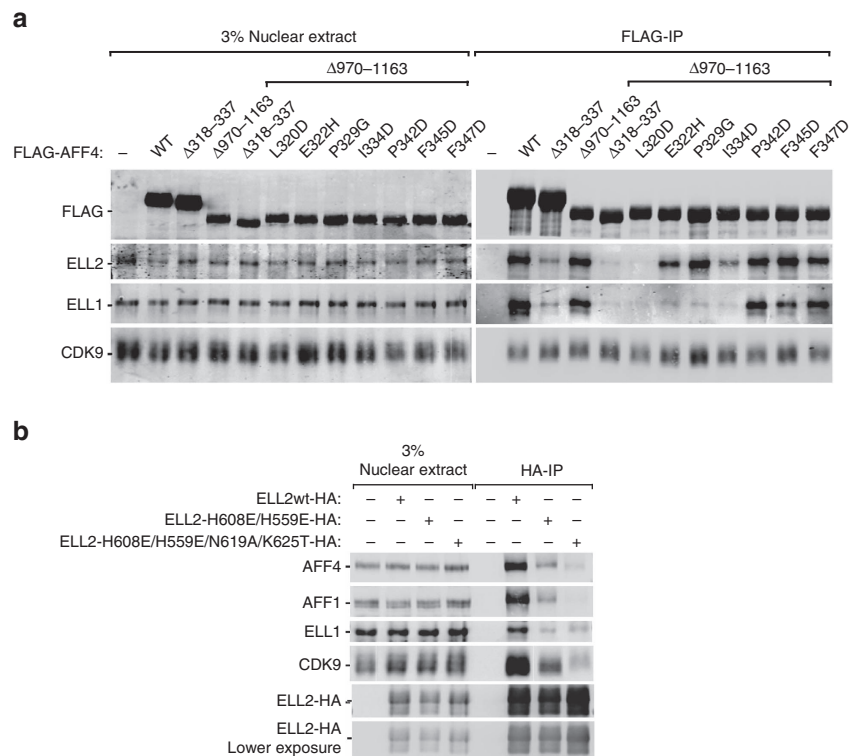 a
3% Nuclear extract
FLAG-IP
Δ970–1163
Δ970–1163
FLAG-AFF4: – WT Δ318–337 Δ970–1163 Δ318–337 L320D E322H P329G I334D P342D F345D F347D – WT Δ318–337 Δ970–1163 Δ318–337 L320D E322H P329G I334D P342D F345D F347D
FLAG
ELL2
ELL1
CDK9
b
3%
Nuclear extract
HA-IP
ELL2wt-HA: – + – – – + – –
ELL2-H608E/H559E-HA: – – + – – – + –
ELL2-H608E/H559E/N619A/K625T-HA: – – – + – – – +
AFF4
AFF1
ELL1
CDK9
ELL2-HA
ELL2-HA
Lower exposure